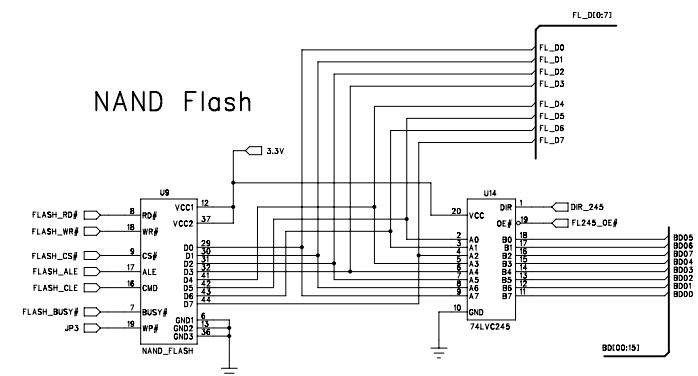 FL_D[0:7]
FL_D0
FL_D1
FL_D2
FL_D3
FL_D4
FL_D5
FL_D6
FL_D7
NAND Flash
3.3V
U9
FLASH_RD# 8 RD# VCC1 12
FLASH_WR# 18 WR# VCC2 37
FLASH_CS# 9 CS# D0 29
D1 30
D2 31
FLASH_ALE 17 ALE D3 32
D4 41
FLASH_CLE 16 CMD D5 42
D6 43
D7 44
FLASH_BUSY# 7 BUSY# GND1 6
JP3 19 WP# GND2 13
GND3 36
NAND_FLASH
U14
DIR 1 DIR_245
20 VCC OE# 19 FL245_OE#
2 A0 B0 18 BD05
3 A1 B1 17 BD06
4 A2 B2 16 BD07
5 A3 B3 15 BD04
6 A4 B4 14 BD03
7 A5 B5 13 BD02
8 A6 B6 12 BD01
9 A7 B7 11 BD00
10 GND
74LVC245
BD[00:15]